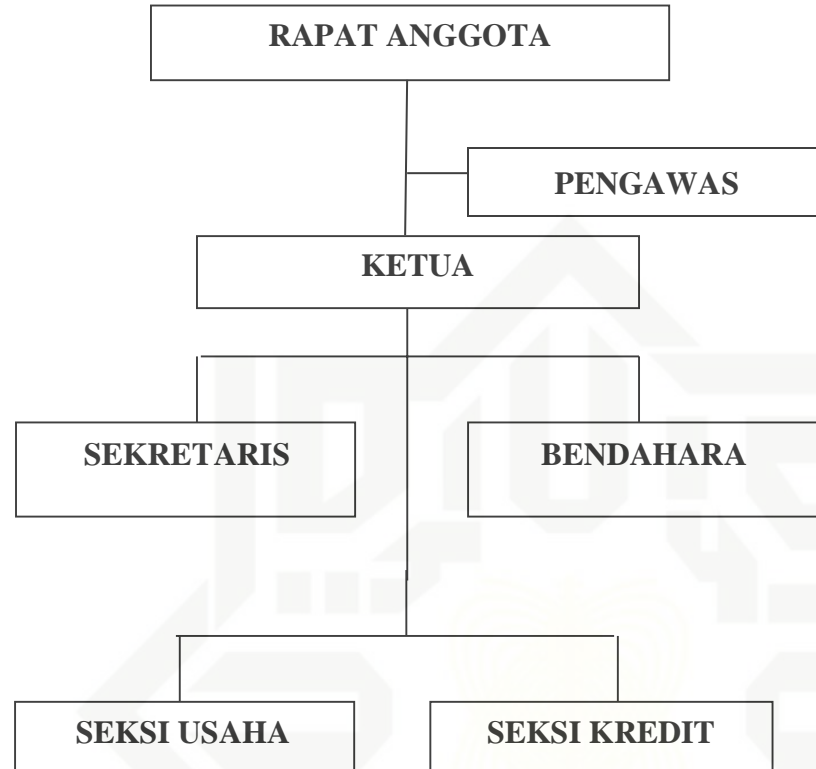 RAPAT ANGGOTA
PENGAWAS
KETUA
SEKRETARIS
BENDAHARA
SEKSI USAHA
SEKSI KREDIT